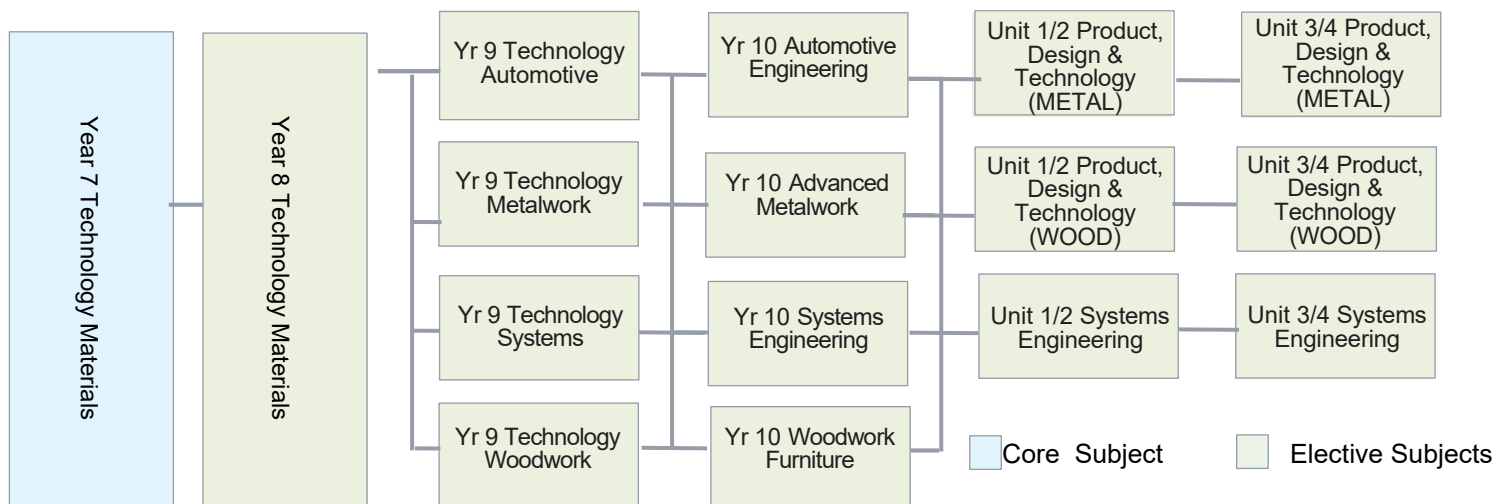 Year 7 Technology Materials
Year 8 Technology Materials
Yr 9 Technology
Automotive
Yr 9 Technology
Metalwork
Yr 9 Technology
Systems
Yr 9 Technology
Woodwork
Yr 10 Automotive
Engineering
Yr 10 Advanced
Metalwork
Yr 10 Systems
Engineering
Yr 10 Woodwork
Furniture
Unit 1/2 Product,
Design &
Technology
(METAL)
Unit 1/2 Product,
Design &
Technology
(WOOD)
Unit 1/2 Systems
Engineering
Unit 3/4 Product,
Design &
Technology
(METAL)
Unit 3/4 Product,
Design &
Technology
(WOOD)
Unit 3/4 Systems
Engineering
Core Subject
Elective Subjects